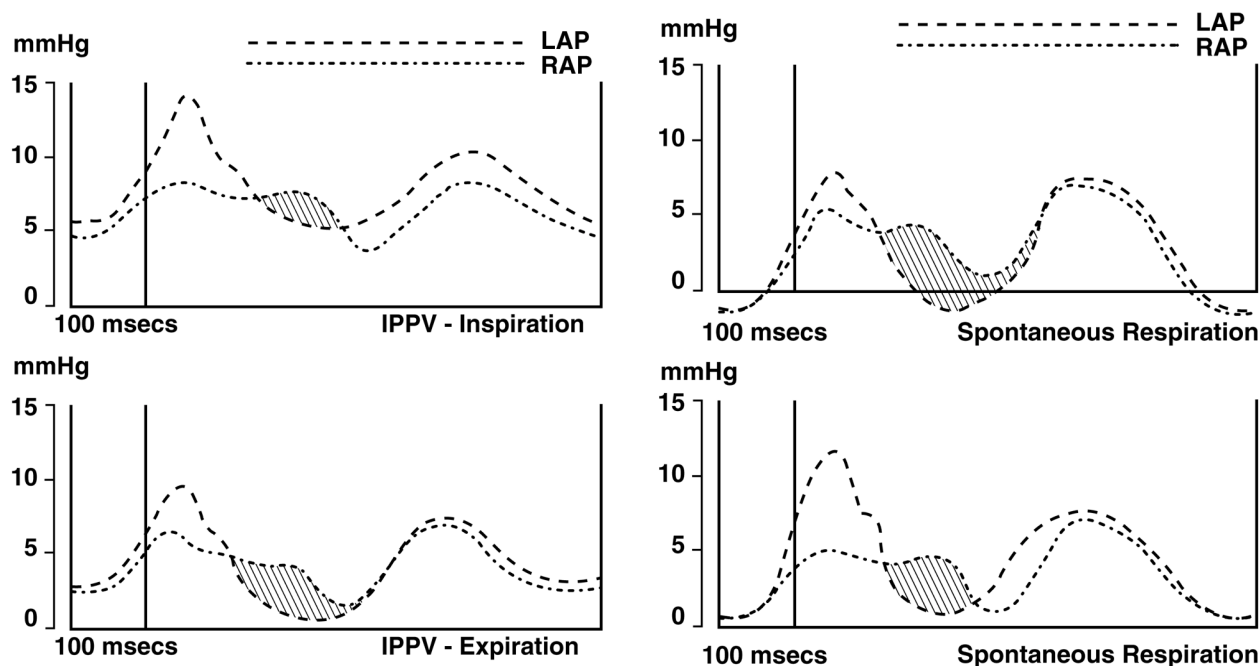 mmHg
LAP
RAP
15
10
5
0
100 msecs
IPPV - Inspiration
mmHg
LAP
RAP
15
10
5
0
100 msecs
Spontaneous Respiration
mmHg
15
10
5
0
100 msecs
IPPV - Expiration
mmHg
15
10
5
0
100 msecs
Spontaneous Respiration